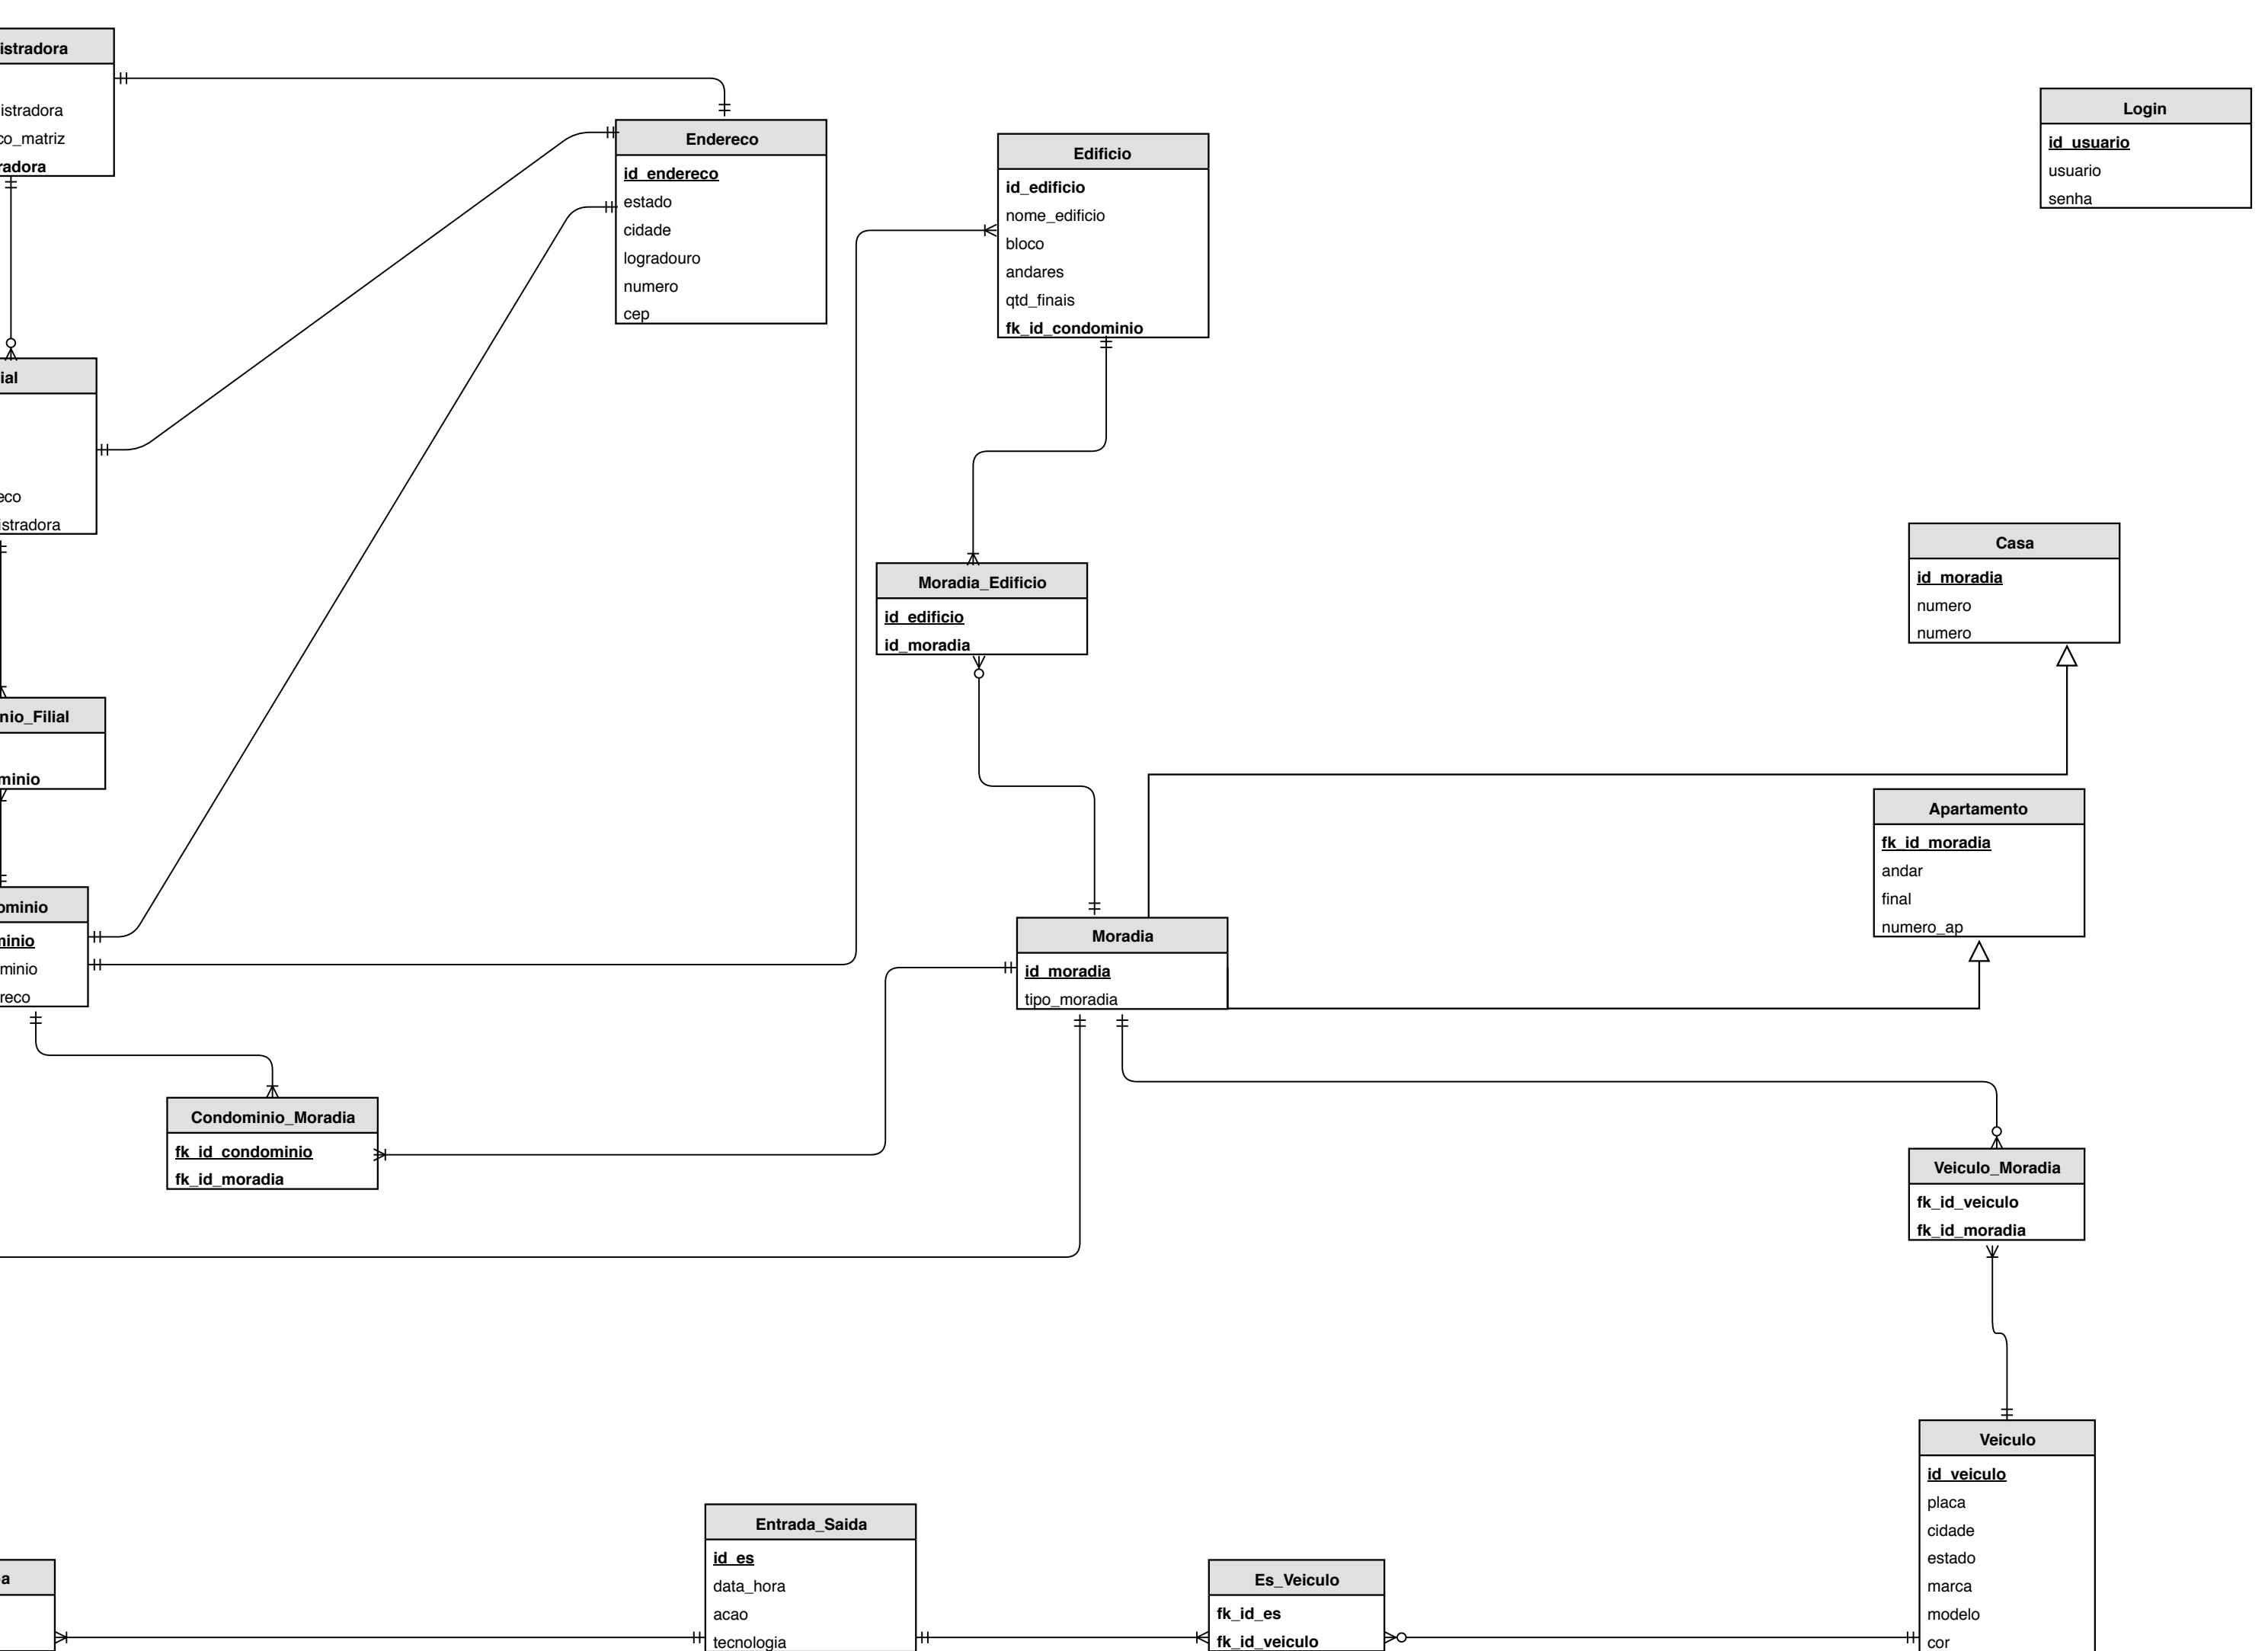 istradora
istradora
co_matriz
radora
Endereco
id_endereco
estado
cidade
logradouro
numero
cep
Edificio
id_edificio
nome_edificio
bloco
andares
qtd_finais
fk_id_condominio
Login
id_usuario
usuario
senha
ial
eco
istradora
Moradia_Edificio
id_edificio
id_moradia
Casa
id_moradia
numero
numero
nio_Filial
minio
Apartamento
fk_id_moradia
andar
final
numero_ap
ominio
minio
minio
reco
Moradia
id_moradia
tipo_moradia
Condominio_Moradia
fk_id_condominio
fk_id_moradia
Veiculo_Moradia
fk_id_veiculo
fk_id_moradia
Veiculo
id_veiculo
placa
cidade
estado
marca
modelo
cor
Entrada_Saida
id_es
data_hora
acao
tecnologia
Es_Veiculo
fk_id_es
fk_id_veiculo
a